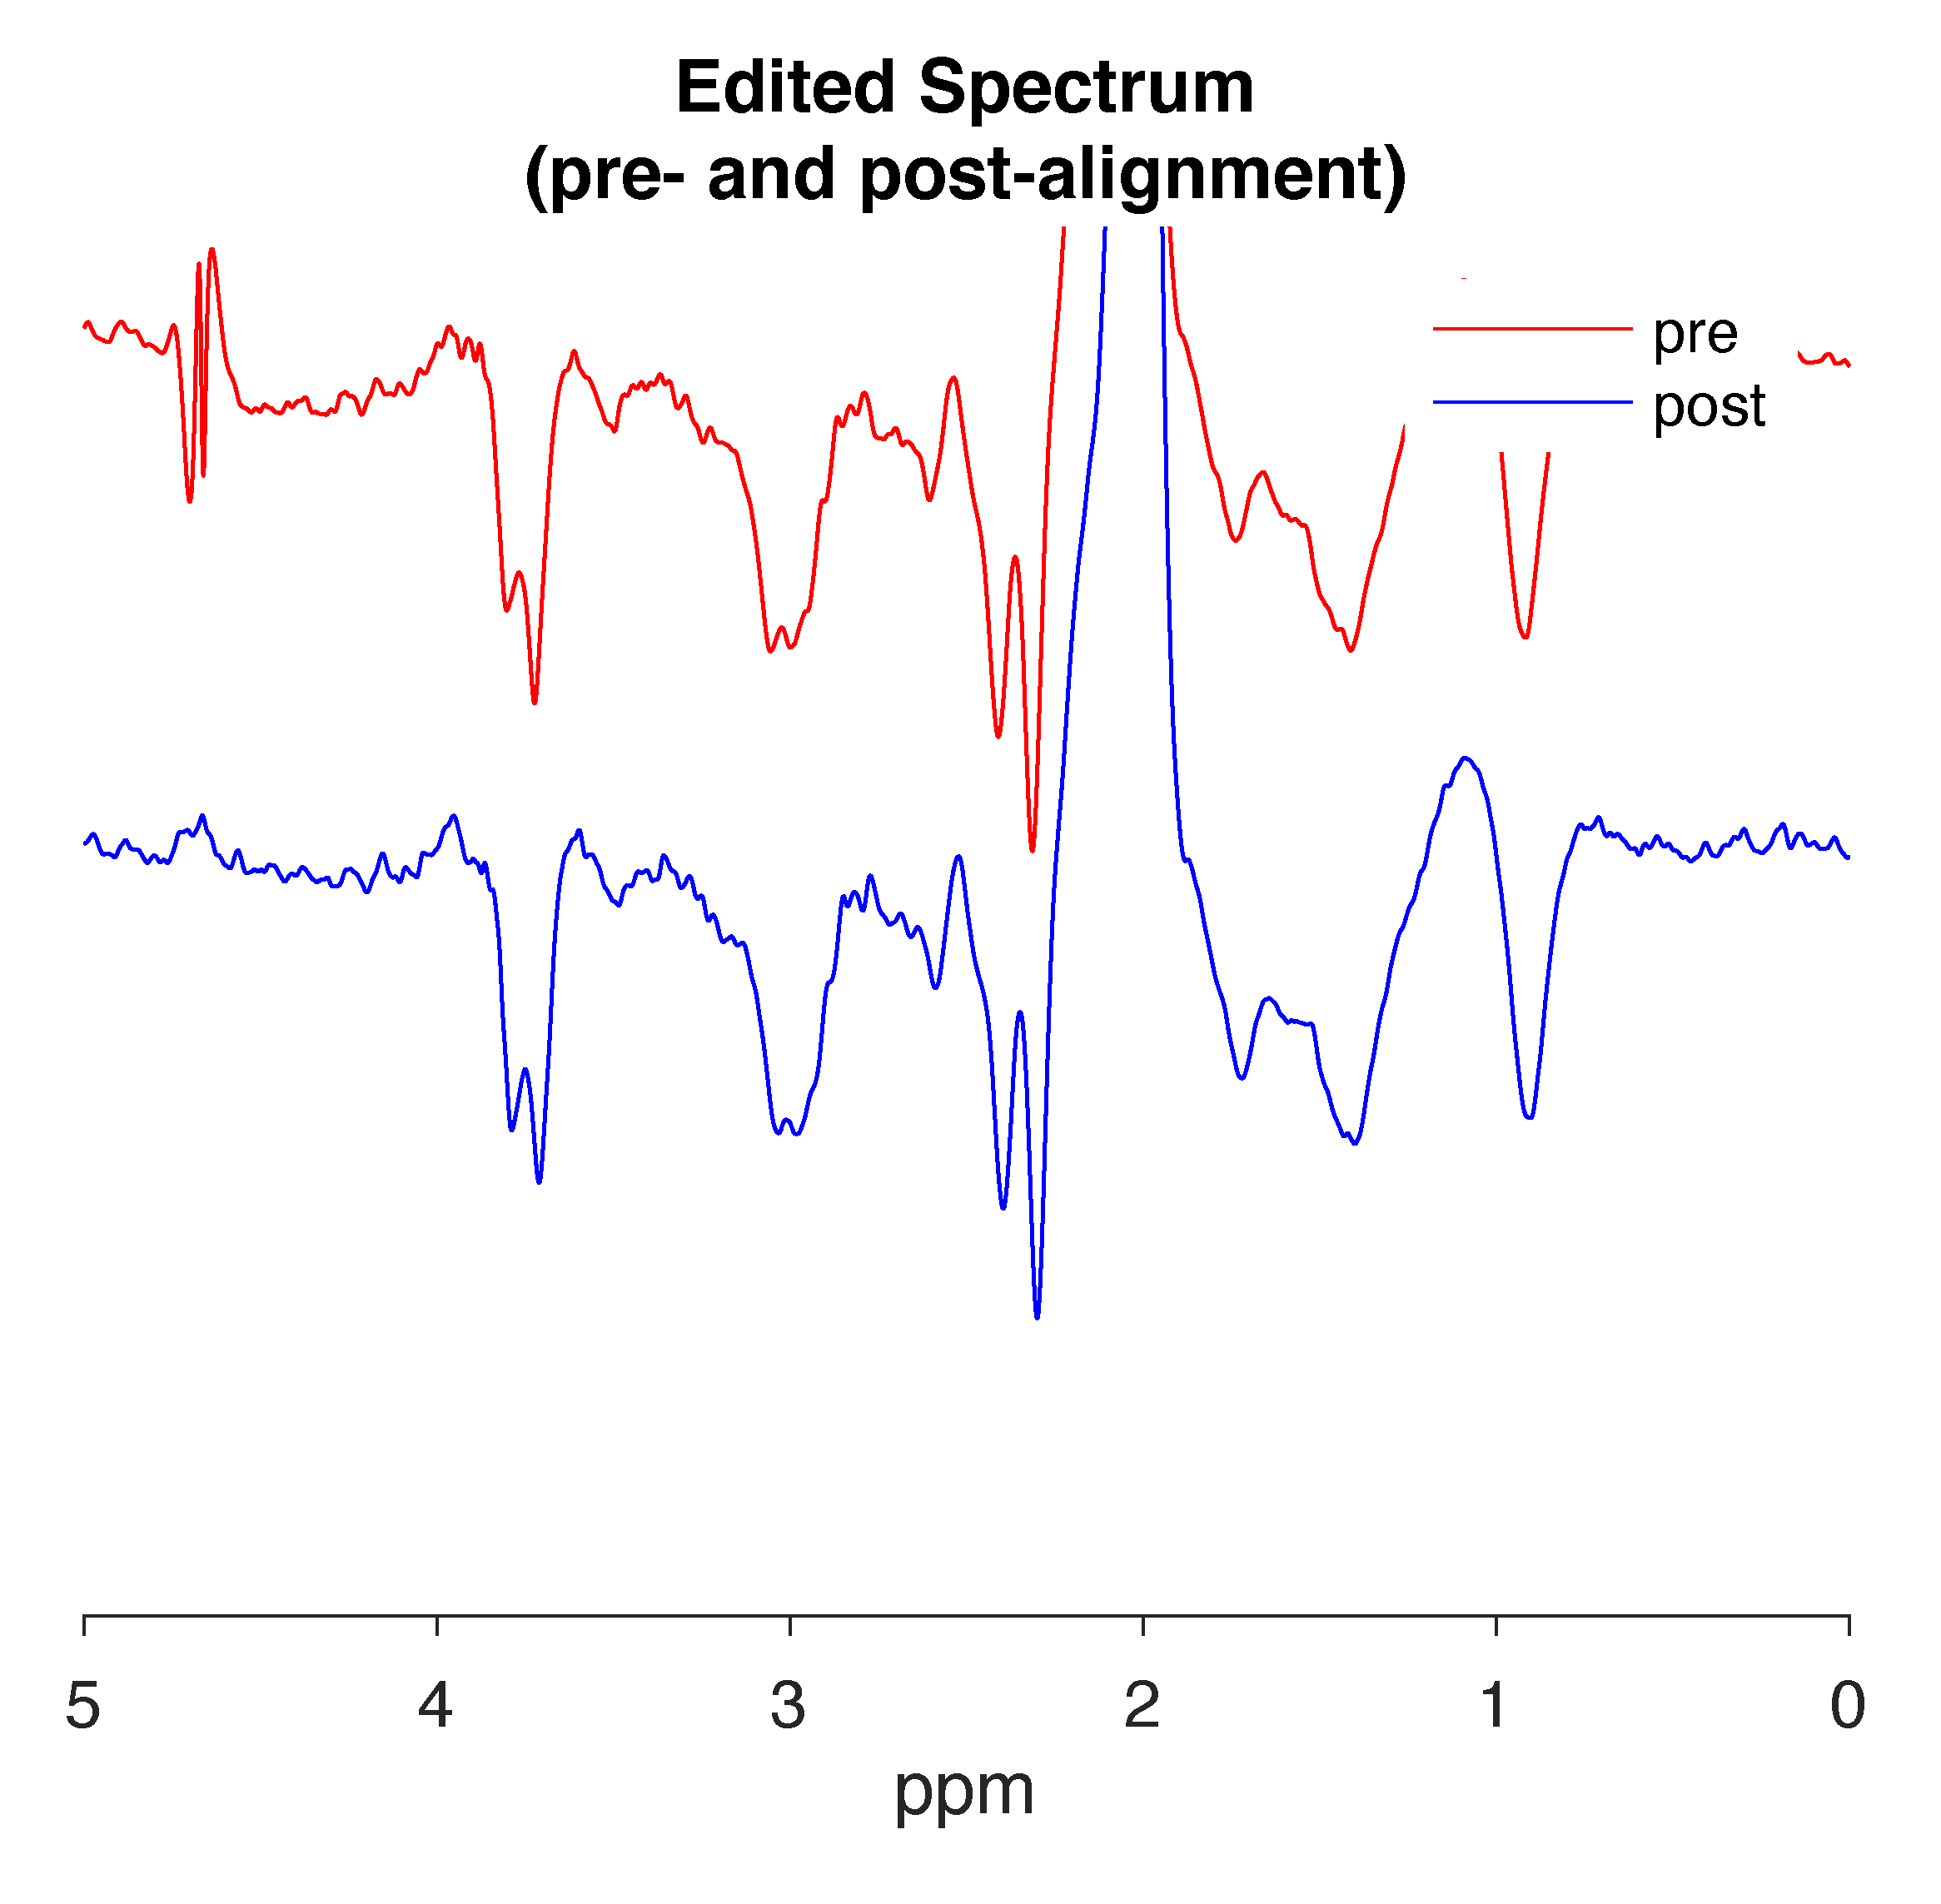 Edited Spectrum
(pre- and post-alignment)
pre
post
5 4 3 2 1 0
ppm